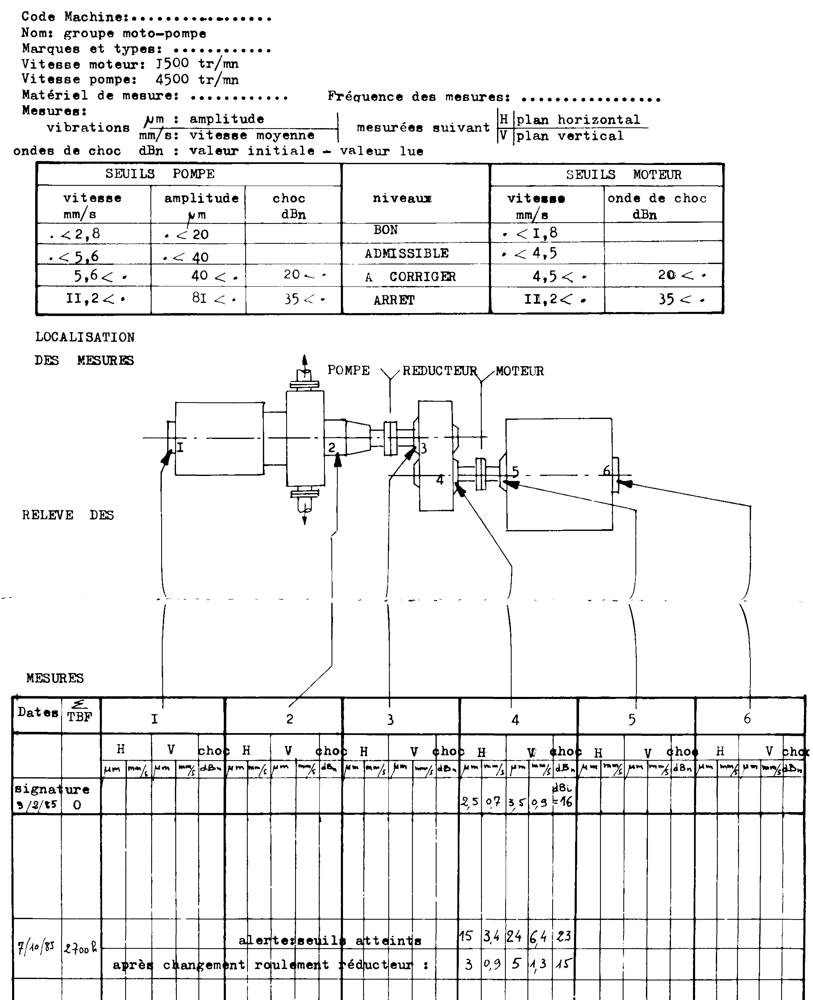 Code Machine:..................
Nom: groupe moto-pompe
Marques et types: ............
Vitesse moteur: I500 tr/mn
Vitesse pompe: 4500 tr/mn
Matériel de mesure: ............ Fréquence des mesures: .................
Mesures:
vibrations µm : amplitude mesurées suivant H plan horizontal
mm/s: vitesse moyenne V plan vertical
ondes de choc dBn : valeur initiale - valeur lue
SEUILS POMPE SEUILS MOTEUR
vitesse amplitude choc niveaux vitesse onde de choc
mm/s µm dBn mm/s dBn
. < 2,8 . < 20 BON . < I,8
. < 5,6 . < 40 ADMISSIBLE . < 4,5
5,6 < . 40 < . 20 < . A CORRIGER 4,5 < . 20 < .
II,2 < . 8I < . 35 < . ARRET II,2 < . 35 < .
LOCALISATION
DES MESURES
POMPE REDUCTEUR MOTEUR
I 2 3 4 5 6
RELEVE DES
MESURES
Dates Σ TBF I 2 3 4 5 6
H V choc H V choc H V choc H V choc H V choc H V choc
µm mm/s µm mm/s dBn µm mm/s µm mm/s dBn µm mm/s µm mm/s dBn µm mm/s µm mm/s dBn µm mm/s µm mm/s dBn µm mm/s µm mm/s dBn
signature dBi
9/2/85 0 2,5 0,7 3,5 0,9 =16
7/10/85 2700h alerte:seuils atteints 15 3,4 24 6,4 23
après changement roulement réducteur : 3 0,9 5 1,3 15